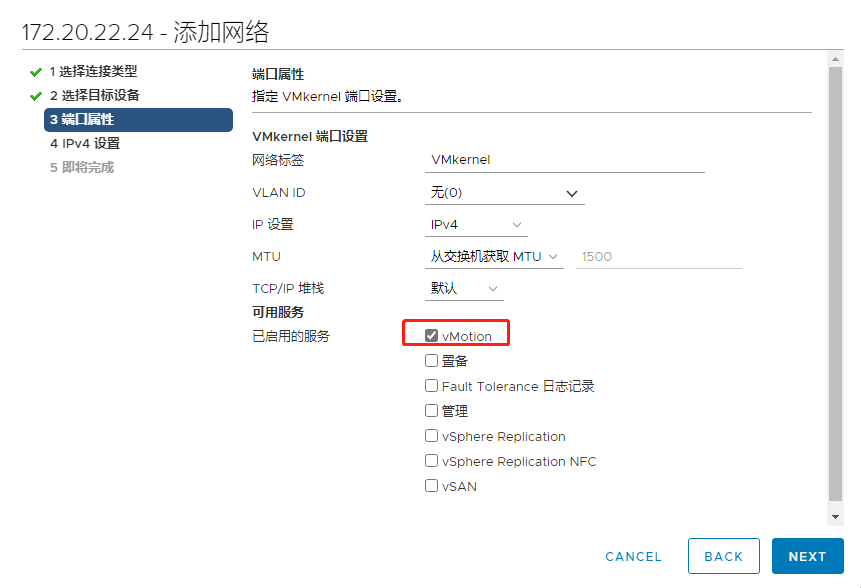 172.20.22.24 - 添加网络
1 选择连接类型
2 选择目标设备
3 端口属性
4 IPv4 设置
5 即将完成
端口属性
指定 VMkernel 端口设置。
VMkernel 端口设置
网络标签 VMkernel
VLAN ID 无(0)
IP 设置 IPv4
MTU 从交换机获取 MTU 1500
TCP/IP 堆栈 默认
可用服务
已启用的服务 vMotion
置备
Fault Tolerance 日志记录
管理
vSphere Replication
vSphere Replication NFC
vSAN
CANCEL BACK NEXT